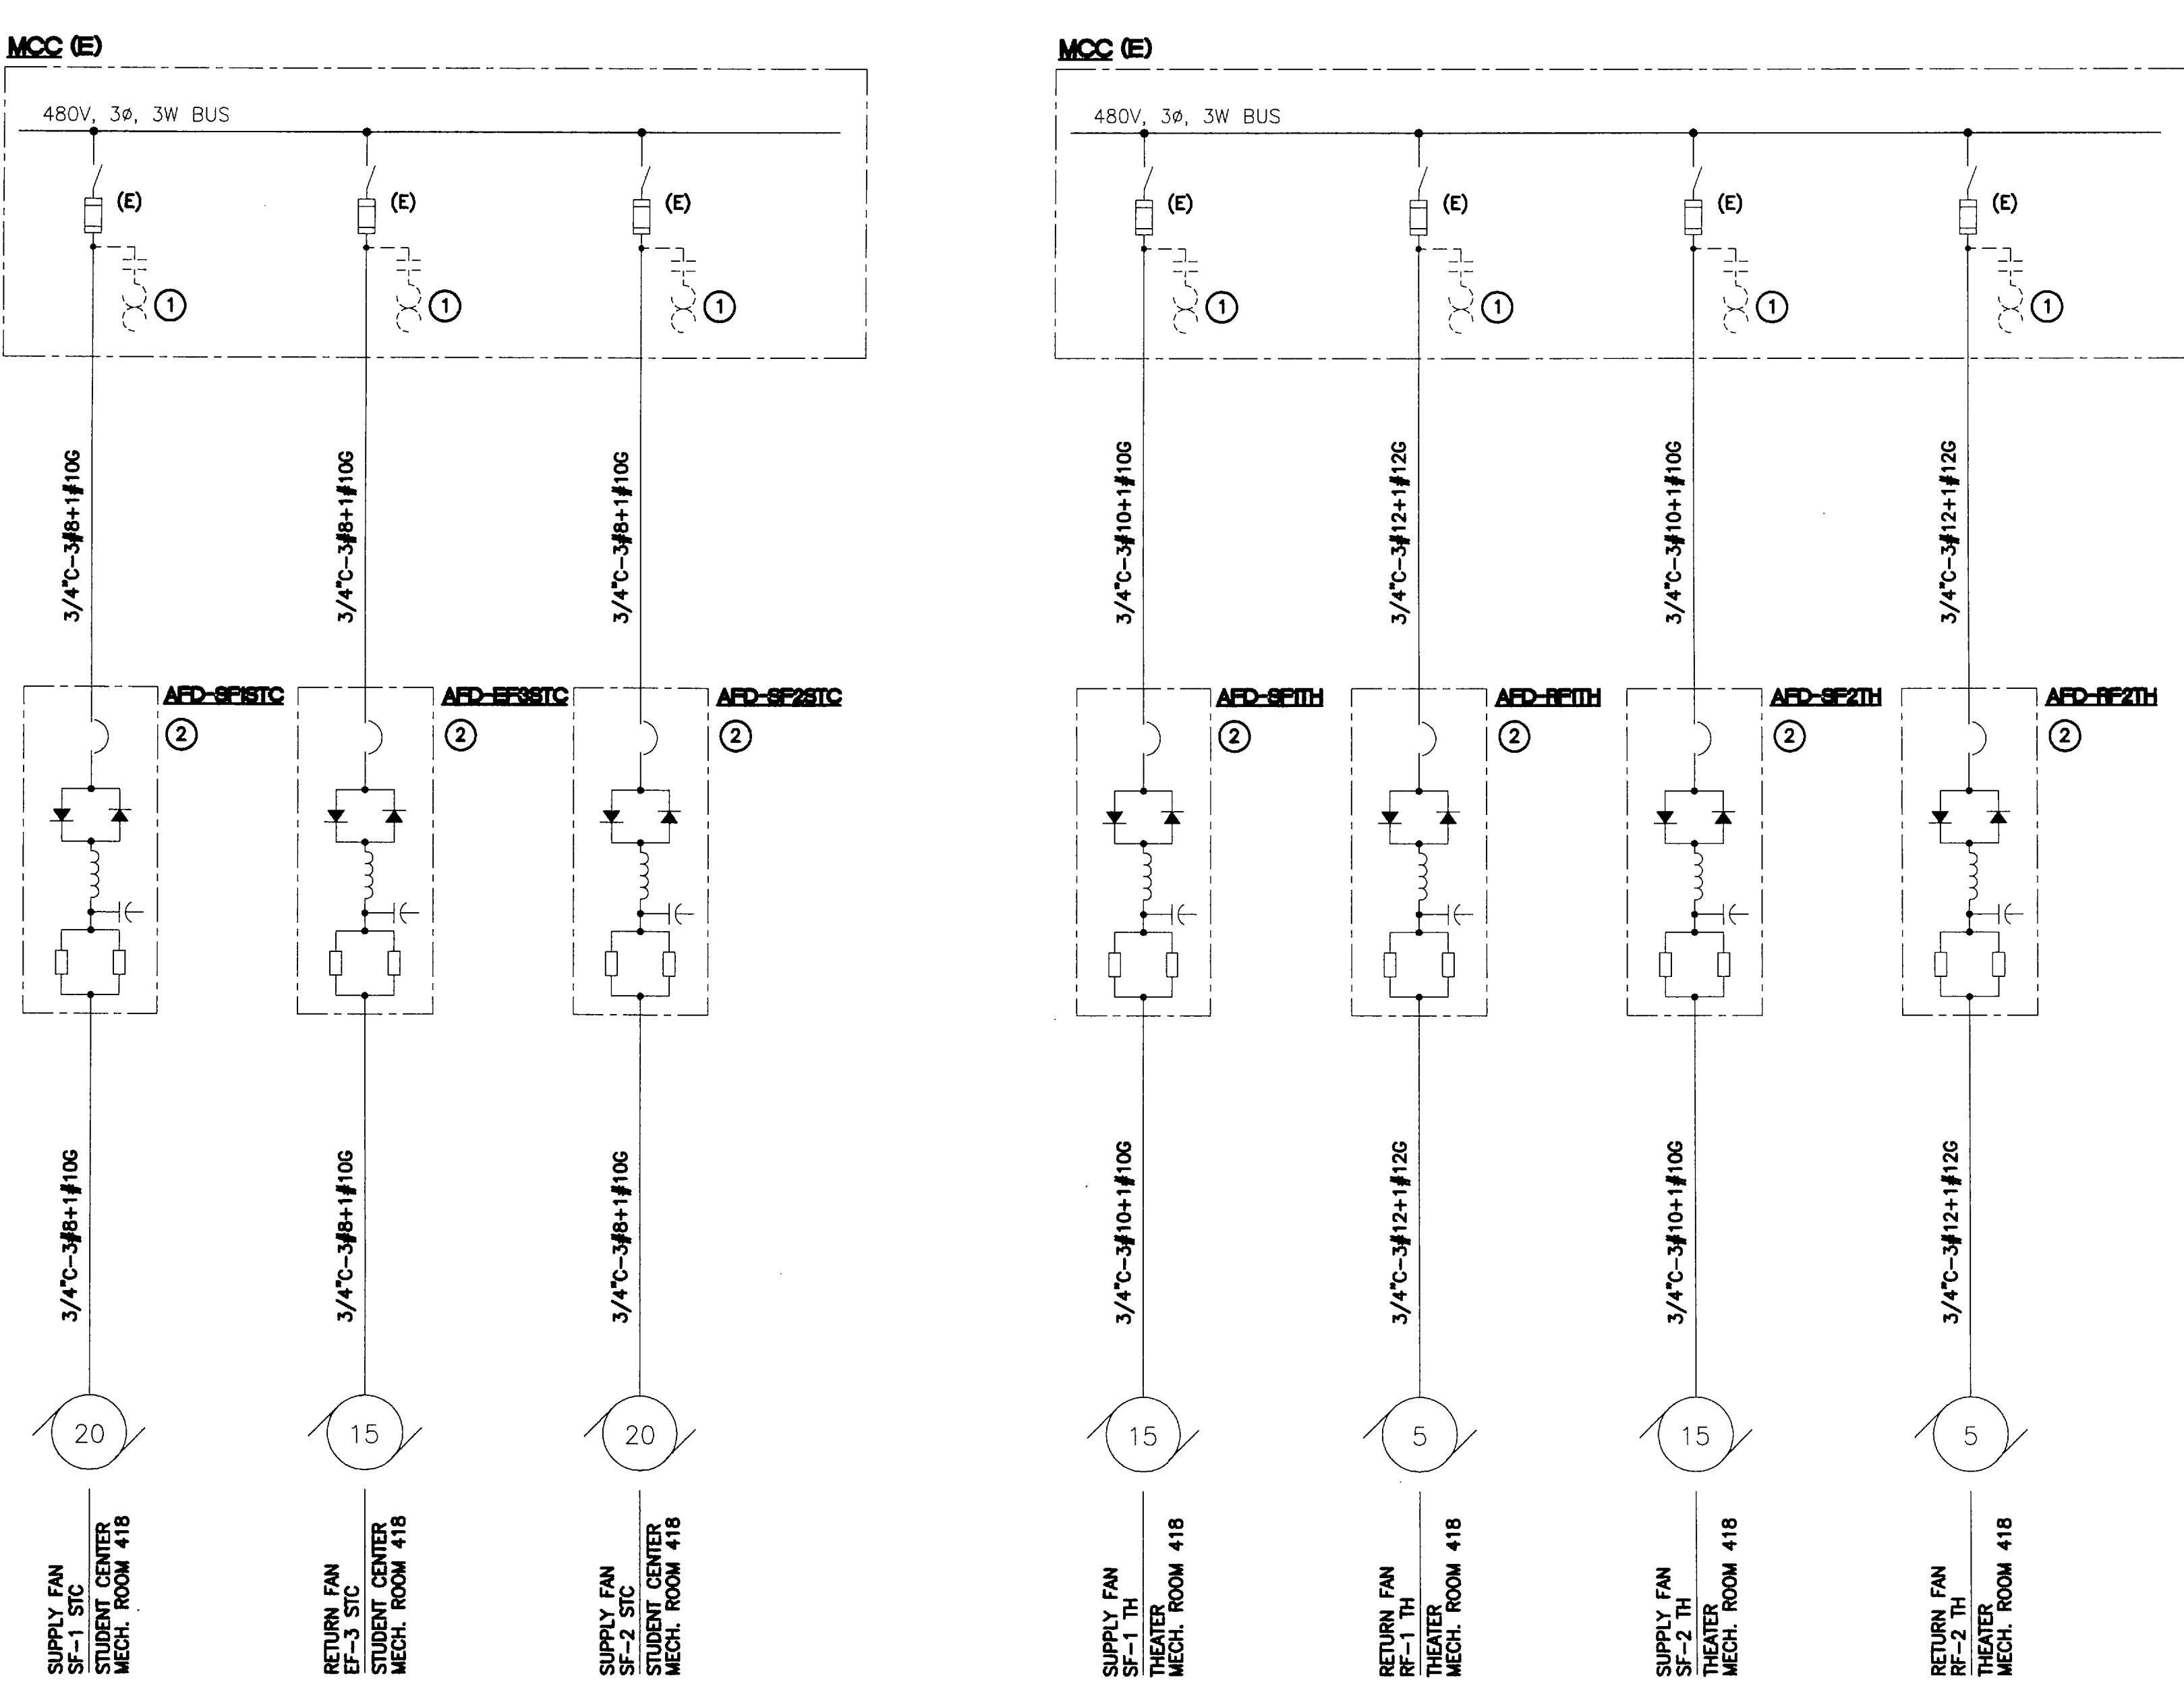 MCC (E)
480V, 3ø, 3W BUS
(E)
(E)
(E)
1
1
1
3/4"C-3#8+1#10G
3/4"C-3#8+1#10G
3/4"C-3#8+1#10G
AFD-SF1STC
2
AFD-EF3STC
2
AFD-SF2STC
2
3/4"C-3#8+1#10G
3/4"C-3#8+1#10G
3/4"C-3#8+1#10G
20
15
20
SUPPLY FAN
SF-1 STC
STUDENT CENTER
MECH. ROOM 418
RETURN FAN
EF-3 STC
STUDENT CENTER
MECH. ROOM 418
SUPPLY FAN
SF-2 STC
STUDENT CENTER
MECH. ROOM 418
MCC (E)
480V, 3ø, 3W BUS
(E)
(E)
(E)
(E)
1
1
1
1
3/4"C-3#10+1#10G
3/4"C-3#12+1#12G
3/4"C-3#10+1#10G
3/4"C-3#12+1#12G
AFD-SF1TH
2
AFD-RF1TH
2
AFD-SF2TH
2
AFD-RF2TH
2
3/4"C-3#10+1#10G
3/4"C-3#12+1#12G
3/4"C-3#10+1#10G
3/4"C-3#12+1#12G
15
5
15
5
SUPPLY FAN
SF-1 TH
THEATER
MECH. ROOM 418
RETURN FAN
RF-1 TH
THEATER
MECH. ROOM 418
SUPPLY FAN
SF-2 TH
THEATER
MECH. ROOM 418
RETURN FAN
RF-2 TH
THEATER
MECH. ROOM 418